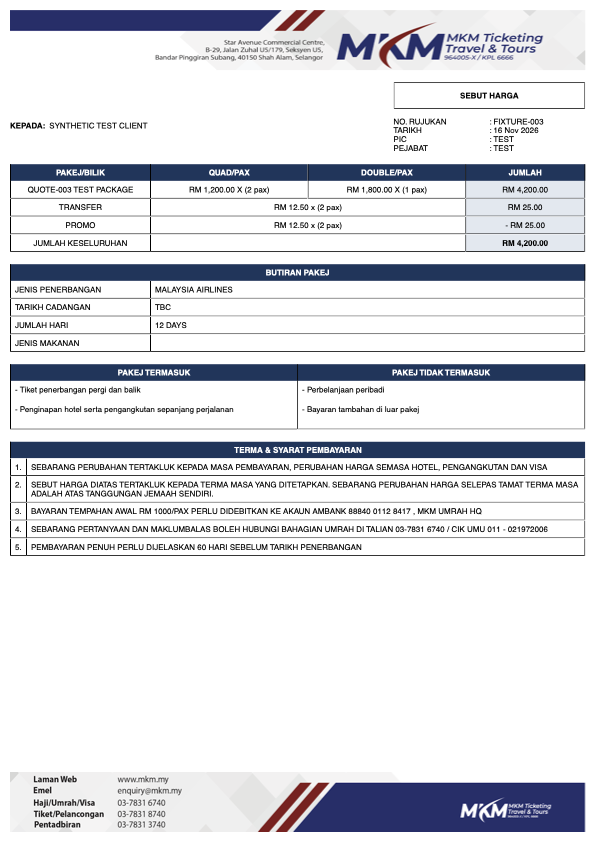 Star Avenue Commercial Centre,
B-29, Jalan Zuhal U5/179, Seksyen U5,
Bandar Pinggiran Subang, 40150 Shah Alam, Selangor
MKM MKM Ticketing
Travel & Tours
964005-X / KPL 6666
SEBUT HARGA
KEPADA: SYNTHETIC TEST CLIENT
NO. RUJUKAN : FIXTURE-003
TARIKH : 16 Nov 2026
PIC : TEST
PEJABAT : TEST
PAKEJ/BILIK QUAD/PAX DOUBLE/PAX JUMLAH
QUOTE-003 TEST PACKAGE RM 1,200.00 X (2 pax) RM 1,800.00 X (1 pax) RM 4,200.00
TRANSFER RM 12.50 x (2 pax) RM 25.00
PROMO RM 12.50 x (2 pax) - RM 25.00
JUMLAH KESELURUHAN RM 4,200.00
BUTIRAN PAKEJ
JENIS PENERBANGAN MALAYSIA AIRLINES
TARIKH CADANGAN TBC
JUMLAH HARI 12 DAYS
JENIS MAKANAN
PAKEJ TERMASUK PAKEJ TIDAK TERMASUK
- Tiket penerbangan pergi dan balik - Perbelanjaan peribadi
- Penginapan hotel serta pengangkutan sepanjang perjalanan - Bayaran tambahan di luar pakej
TERMA & SYARAT PEMBAYARAN
1. SEBARANG PERUBAHAN TERTAKLUK KEPADA MASA PEMBAYARAN, PERUBAHAN HARGA SEMASA HOTEL, PENGANGKUTAN DAN VISA
2. SEBUT HARGA DIATAS TERTAKLUK KEPADA TERMA MASA YANG DITETAPKAN. SEBARANG PERUBAHAN HARGA SELEPAS TAMAT TERMA MASA
ADALAH ATAS TANGGUNGAN JEMAAH SENDIRI.
3. BAYARAN TEMPAHAN AWAL RM 1000/PAX PERLU DIDEBITKAN KE AKAUN AMBANK 88840 0112 8417 , MKM UMRAH HQ
4. SEBARANG PERTANYAAN DAN MAKLUMBALAS BOLEH HUBUNGI BAHAGIAN UMRAH DI TALIAN 03-7831 6740 / CIK UMU 011 - 021972006
5. PEMBAYARAN PENUH PERLU DIJELASKAN 60 HARI SEBELUM TARIKH PENERBANGAN
Laman Web www.mkm.my
Emel enquiry@mkm.my
Haji/Umrah/Visa 03-7831 6740
Tiket/Pelancongan 03-7831 8740
Pentadbiran 03-7831 3740
MKM MKM Ticketing
Travel & Tours
964005-X / KPL 6666